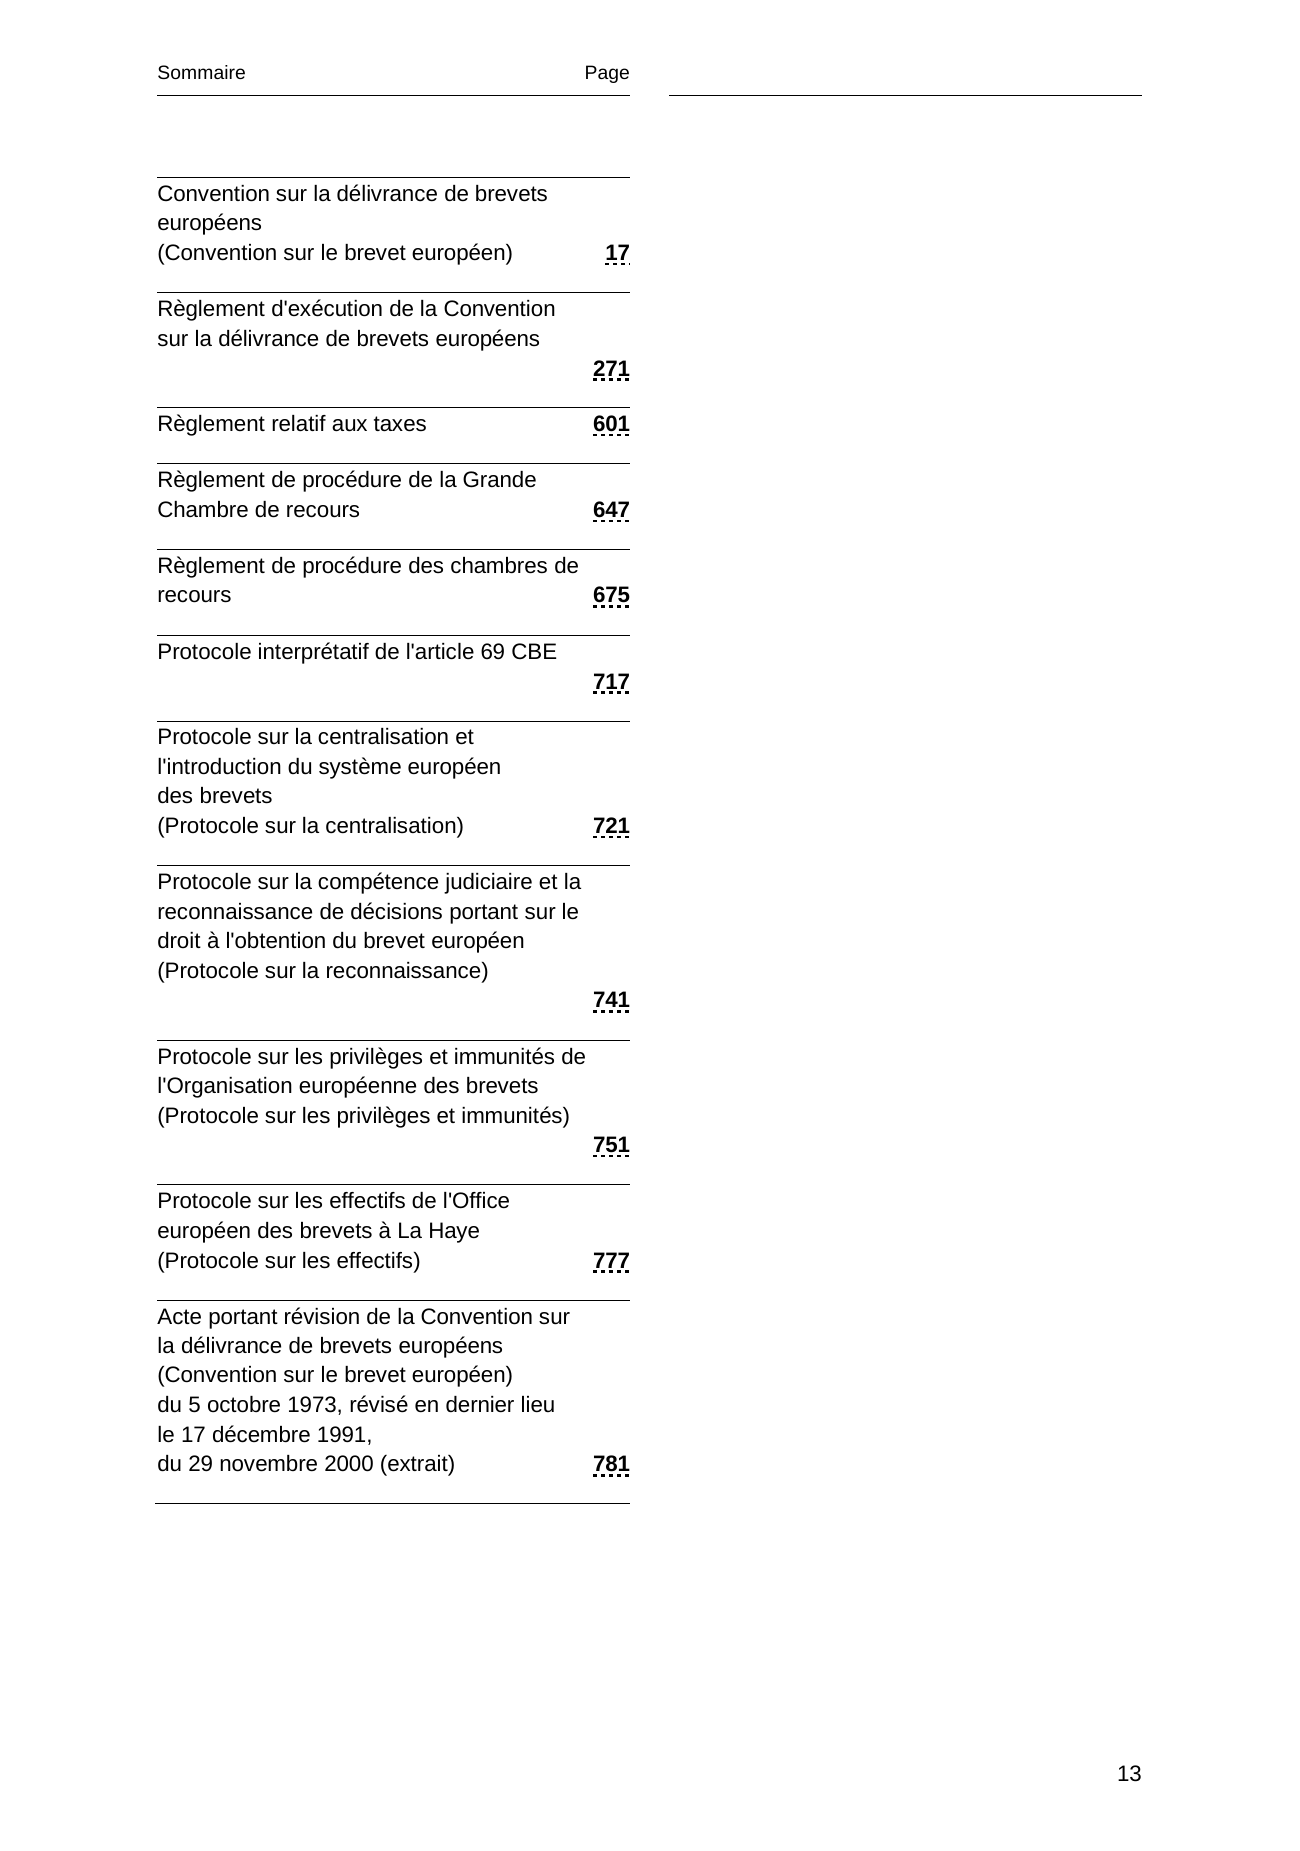 Sommaire Page
Convention sur la délivrance de brevets
européens
(Convention sur le brevet européen) 17
Règlement d'exécution de la Convention
sur la délivrance de brevets européens
271
Règlement relatif aux taxes 601
Règlement de procédure de la Grande
Chambre de recours 647
Règlement de procédure des chambres de
recours 675
Protocole interprétatif de l'article 69 CBE
717
Protocole sur la centralisation et
l'introduction du système européen
des brevets
(Protocole sur la centralisation) 721
Protocole sur la compétence judiciaire et la
reconnaissance de décisions portant sur le
droit à l'obtention du brevet européen
(Protocole sur la reconnaissance)
741
Protocole sur les privilèges et immunités de
l'Organisation européenne des brevets
(Protocole sur les privilèges et immunités)
751
Protocole sur les effectifs de l'Office
européen des brevets à La Haye
(Protocole sur les effectifs) 777
Acte portant révision de la Convention sur
la délivrance de brevets européens
(Convention sur le brevet européen)
du 5 octobre 1973, révisé en dernier lieu
le 17 décembre 1991,
du 29 novembre 2000 (extrait) 781
13